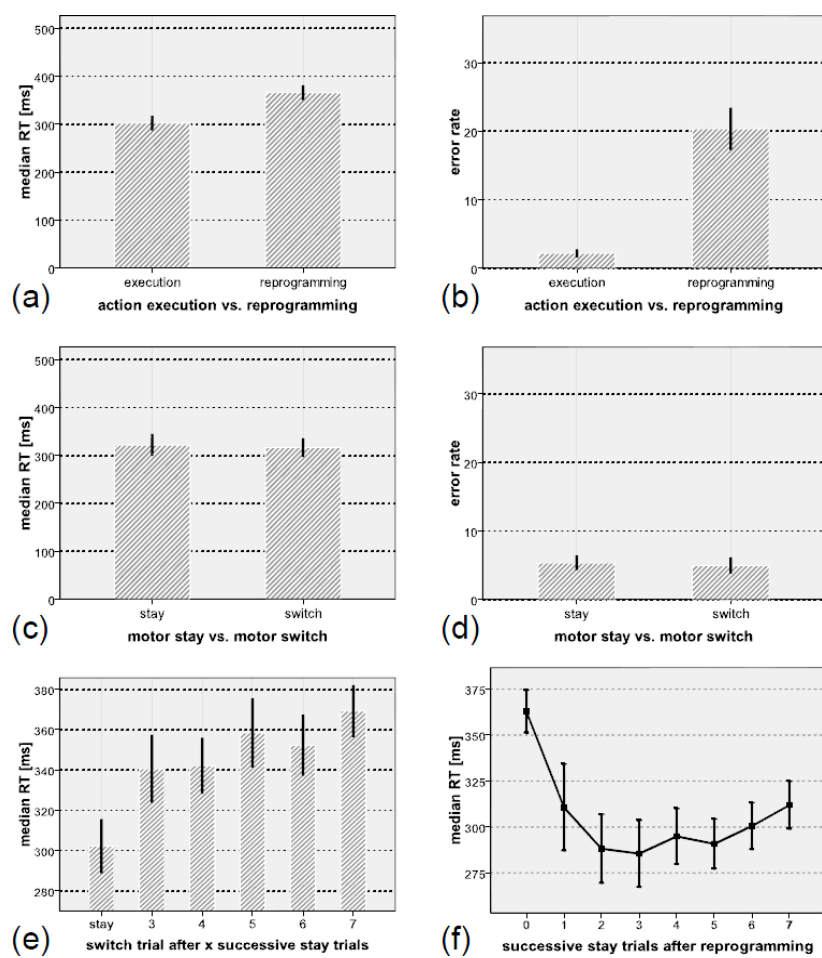 500
400
300
200
300
0
median RT [ms]
execution
reprogramming
(a)
action execution vs. reprogramming
30
20
10
0
error rate
execution
reprogramming
(b)
action execution vs. reprogramming
500
400
300
200
100
0
median RT [ms]
stay
switch
(c)
motor stay vs. motor switch
30
20
10
5
0
error rate
stay
switch
(d)
motor stay vs. motor switch
380
360
340
320
300
280
median RT [ms]
stay 3 4 5 6 7
(e)
switch trial after x successive stay trials
375
350
325
300
275
median RT [ms]
0 1 2 3 4 5 6 7
(f)
successive stay trials after reprogramming